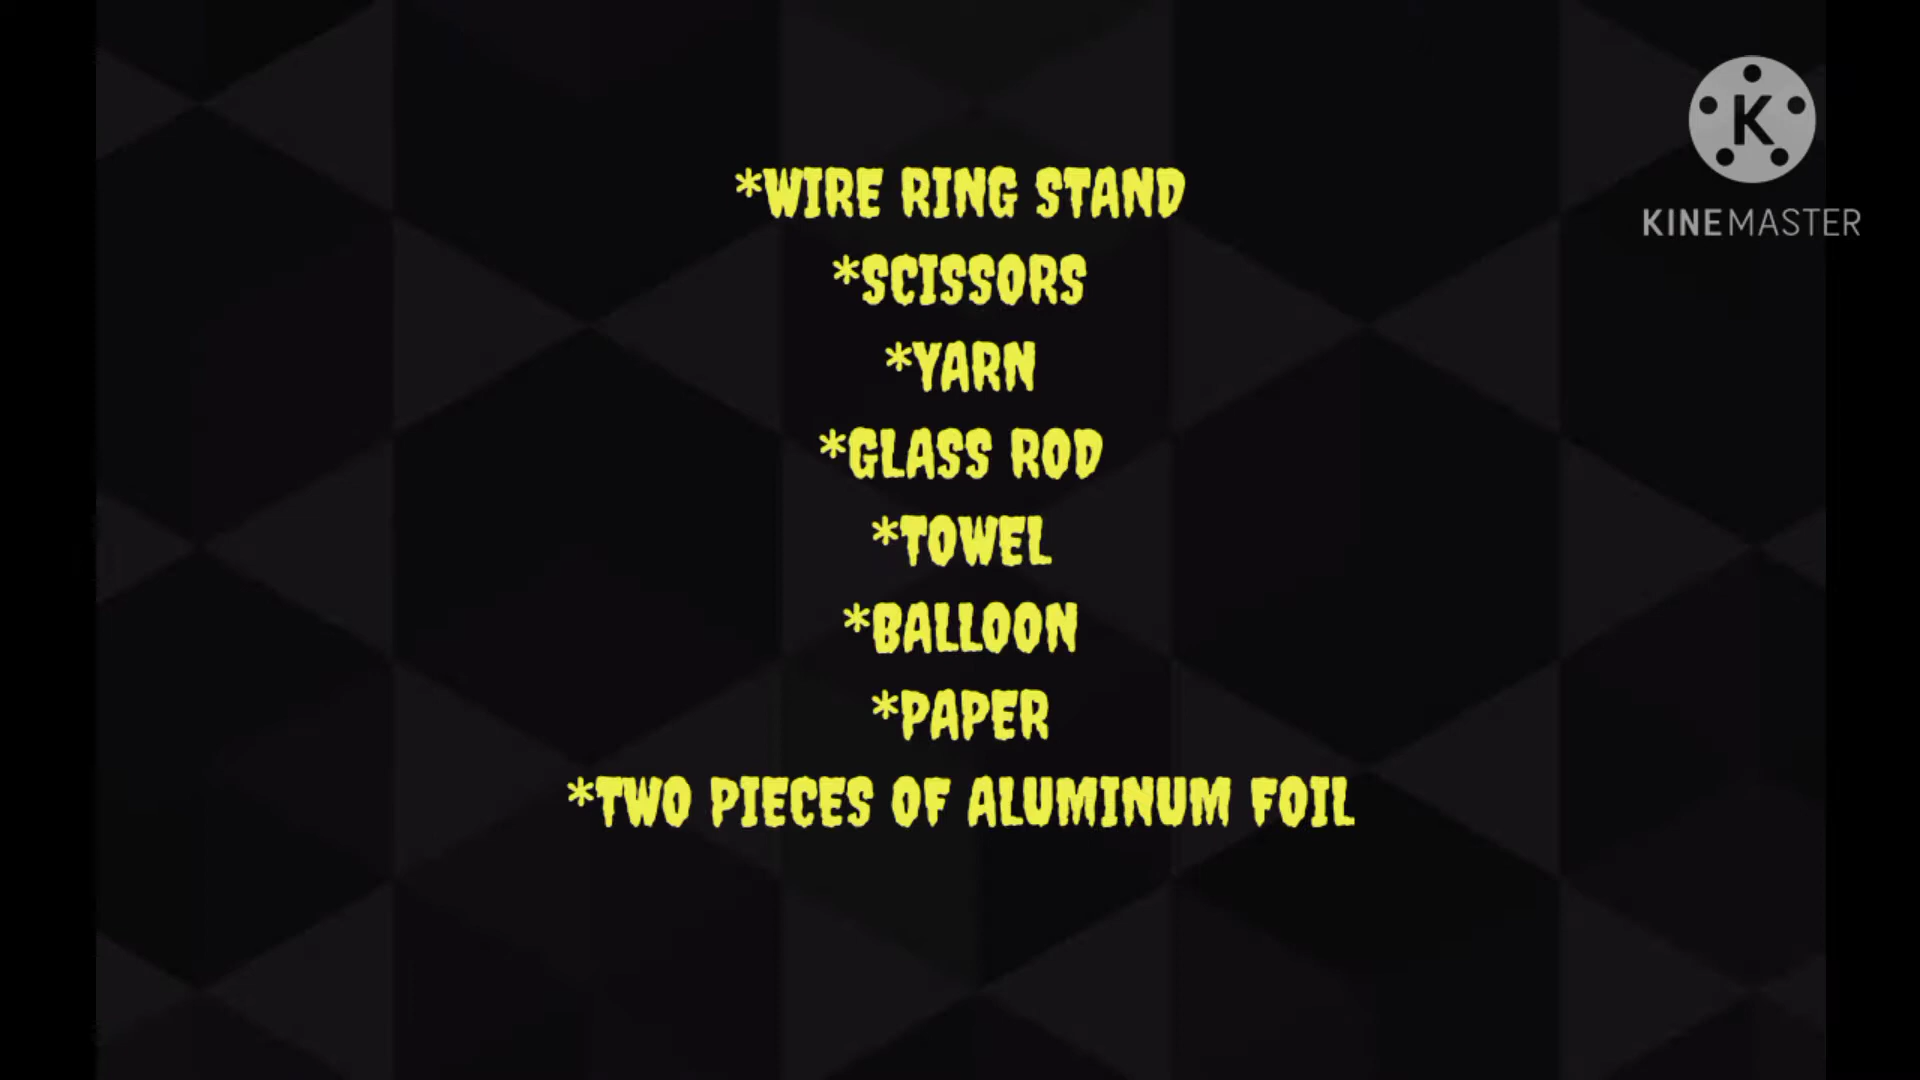 *WIRE RING STAND
*SCISSORS
*YARN
*GLASS ROD
*TOWEL
*BALLOON
*PAPER
*TWO PIECES OF ALUMINUM FOIL
K
KINEMASTER